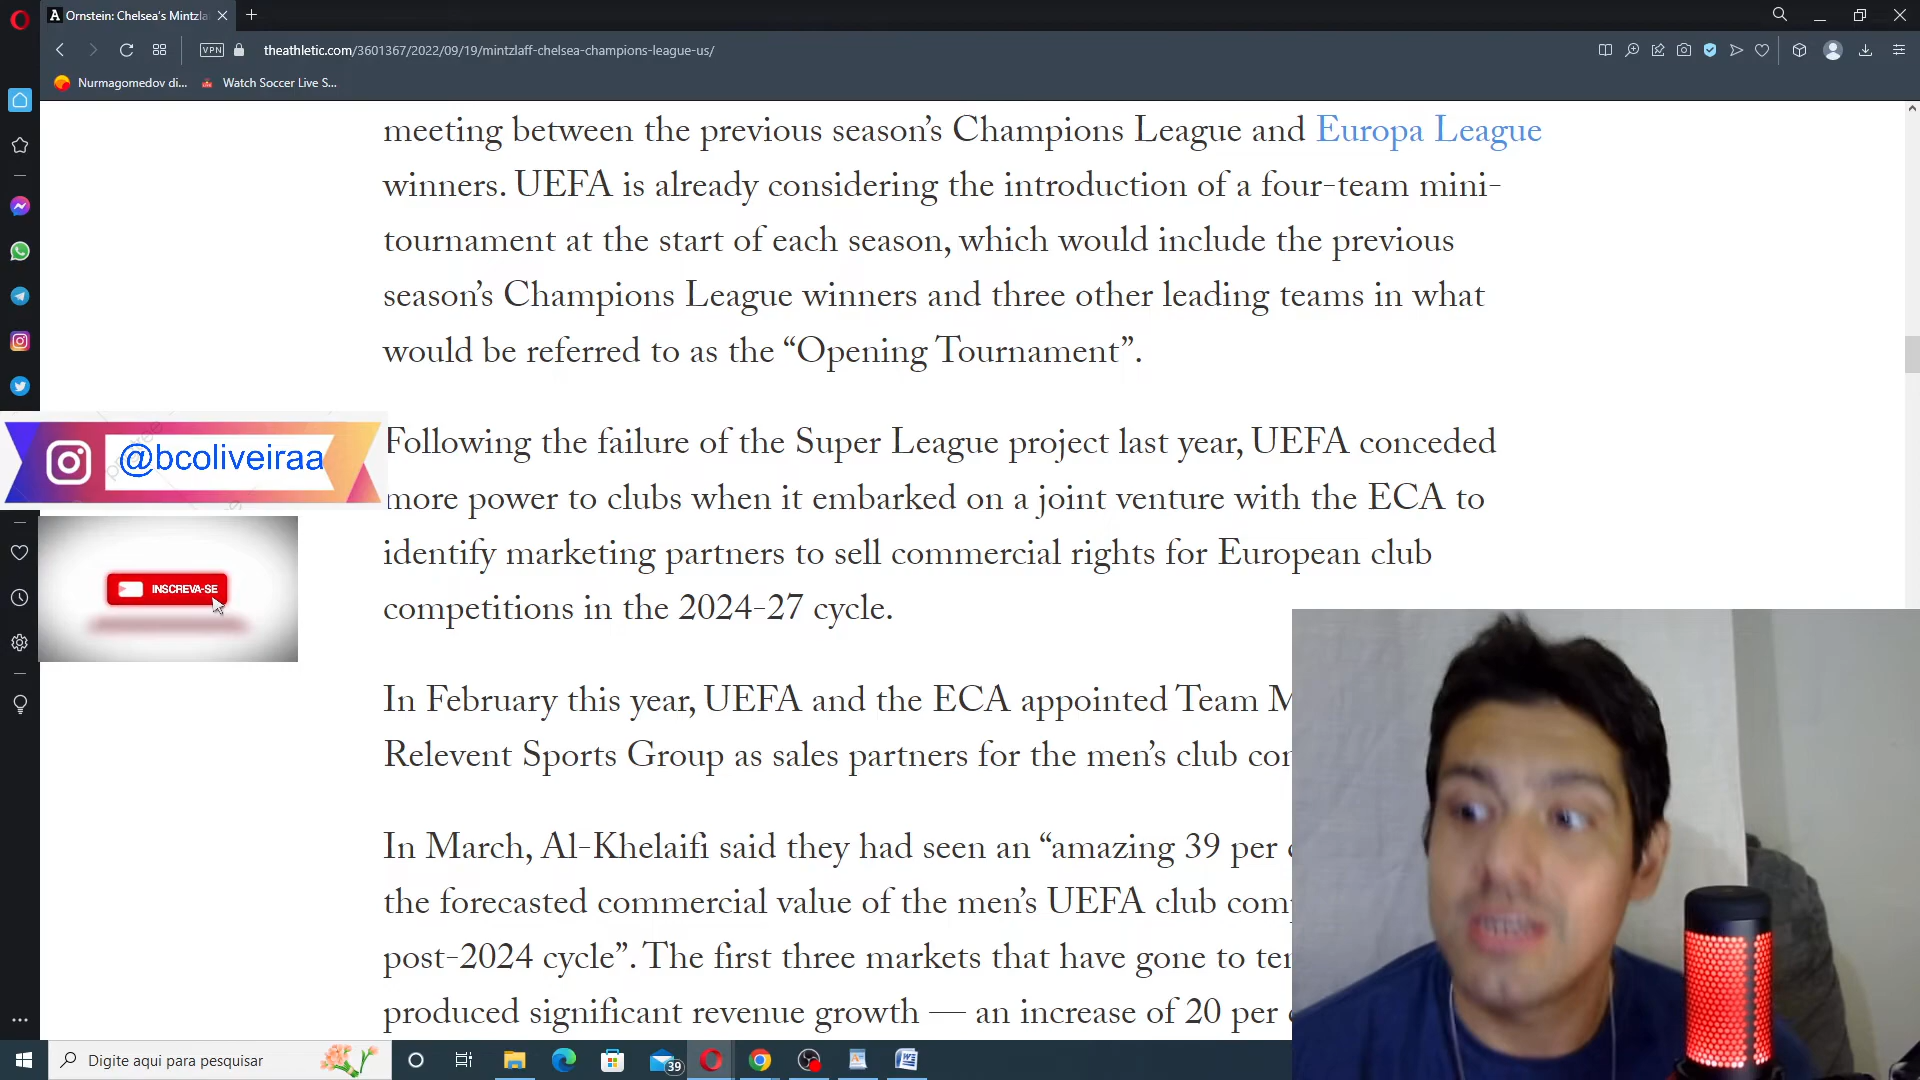 Ornstein: Chelsea's Mintzla
VPN
theathletic.com/3601367/2022/09/19/mintzlaff-chelsea-champions-league-us/
Nurmagomedov di...
Watch Soccer Live S...
meeting between the previous season's Champions League and Europa League
winners. UEFA is already considering the introduction of a four-team mini-
tournament at the start of each season, which would include the previous
season's Champions League winners and three other leading teams in what
would be referred to as the “Opening Tournament”.
Following the failure of the Super League project last year, UEFA conceded
more power to clubs when it embarked on a joint venture with the ECA to
identify marketing partners to sell commercial rights for European club
competitions in the 2024-27 cycle.
@bcoliveiraa
INSCREVA-SE
In February this year, UEFA and the ECA appointed Team M
Relevent Sports Group as sales partners for the men's club com
In March, Al-Khelaifi said they had seen an “amazing 39 per c
the forecasted commercial value of the men's UEFA club comp
post-2024 cycle”. The first three markets that have gone to ten
produced significant revenue growth — an increase of 20 per c
Digite aqui para pesquisar
39